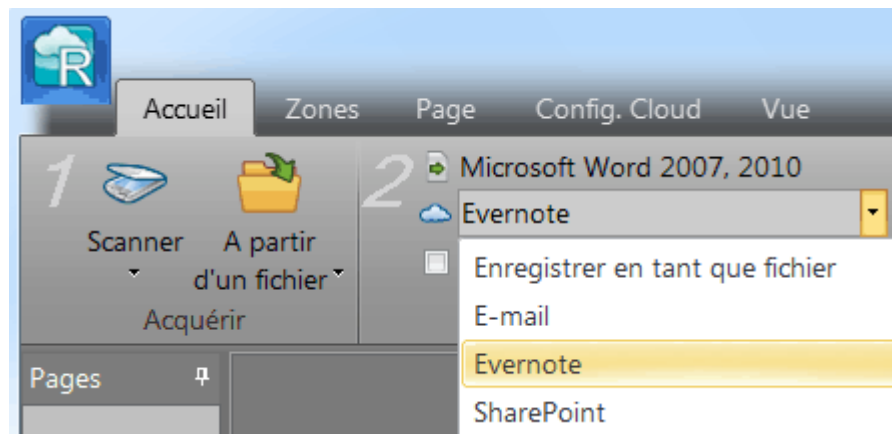 R
Accueil Zones Page Config. Cloud Vue
1 Scanner A partir
d'un fichier
Acquérir
2 Microsoft Word 2007, 2010
Evernote
Enregistrer en tant que fichier
E-mail
Evernote
SharePoint
Pages